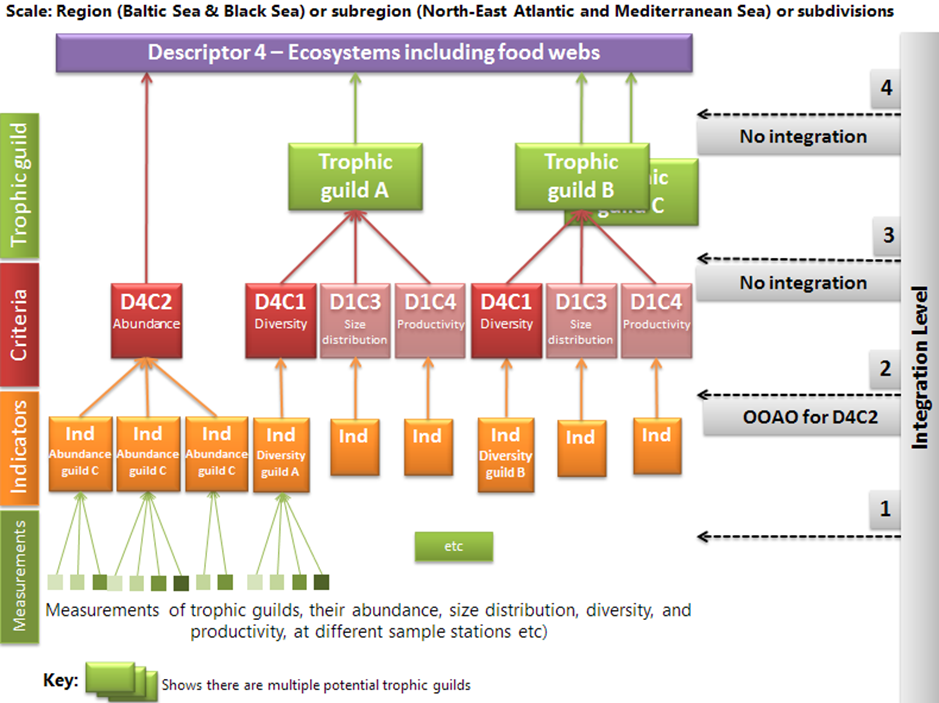 Scale: Region (Baltic Sea & Black Sea) or subregion (North-East Atlantic and Mediterranean Sea) or subdivisions
Descriptor 4 – Ecosystems including food webs
4
No integration
Trophic guild
Trophic
guild A
Trophic
guild B
ic
C
3
No integration
Criteria
D4C2
Abundance
D4C1
Diversity
D1C3
Size
distribution
D1C4
Productivity
D4C1
Diversity
D1C3
Size
distribution
D1C4
Productivity
Integration Level
2
OOAO for D4C2
Indicators
Ind
Abundance
guild C
Ind
Abundance
guild C
Ind
Abundance
guild C
Ind
Diversity
guild A
Ind
Ind
Ind
Diversity
guild B
Ind
Ind
1
Measurements
etc
Measurements of trophic guilds, their abundance, size distribution, diversity, and
productivity, at different sample stations etc)
Key:
Shows there are multiple potential trophic guilds